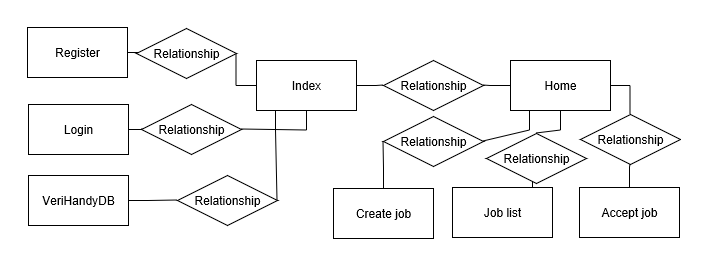 Register
Relationship
Index
Relationship
Home
Login
Relationship
Relationship
Relationship
Relationship
VeriHandyDB
Relationship
Create job
Job list
Accept job